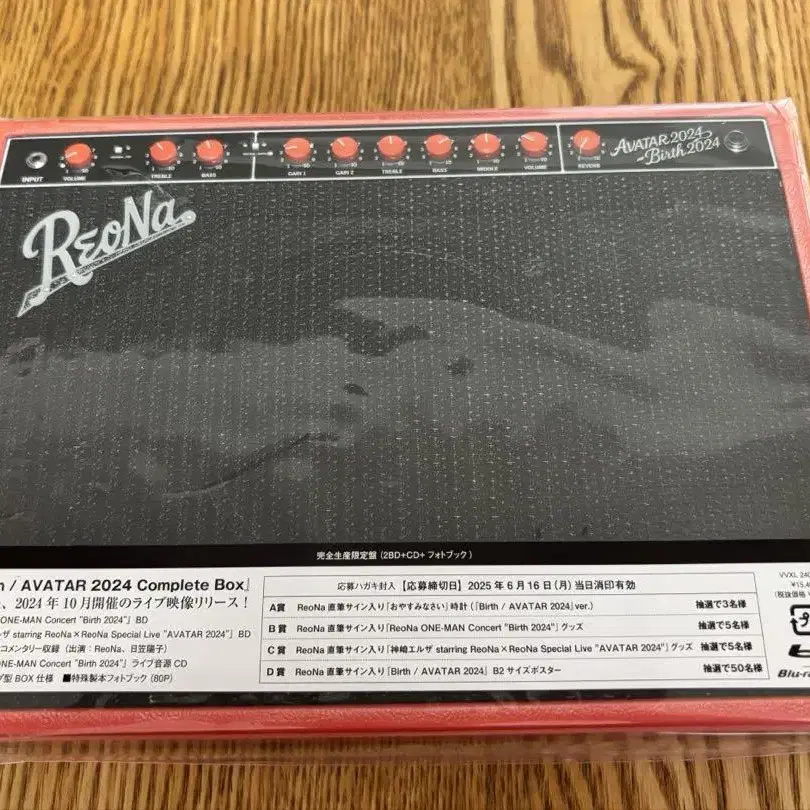 INPUT VOLUME TREBLE BASS GAIN 1 GAIN 2 TREBLE BASS MIDDLE VOLUME REVERB
AVATAR 2024
~Birth 2024
ReoNa
完全生産限定盤 (2BD+CD+フォトブック)
/ AVATAR 2024 Complete Box』
2024年10月開催のライブ映像リリース!
ONE-MAN Concert "Birth 2024" BD
starring ReoNa×ReoNa Special Live "AVATAR 2024"』 BD
コメンタリー収録 (出演:ReoNa、日笠陽子)
ONE-MAN Concert "Birth 2024"』 ライブ音源 CD
型 BOX 仕様 ■特殊製本フォトブック (80P)
応募ハガキ封入 【応募締切日】 2025年6月16日(月) 当日消印有効
A賞 ReoNa 直筆サイン入り「おやすみなさい」時計 (『Birth / AVATAR 2024』ver.) 抽選で3名様
B賞 ReoNa 直筆サイン入り『ReoNa ONE-MAN Concert "Birth 2024"』グッズ 抽選で5名様
C賞 ReoNa 直筆サイン入り『神崎エルザ starring ReoNa×ReoNa Special Live "AVATAR 2024"』グッズ 抽選で5名様
D賞 ReoNa 直筆サイン入り『Birth / AVATAR 2024』 B2 サイズポスター 抽選で50名様
VVXL
¥15,4
(税抜価格
プ
Blu-ra